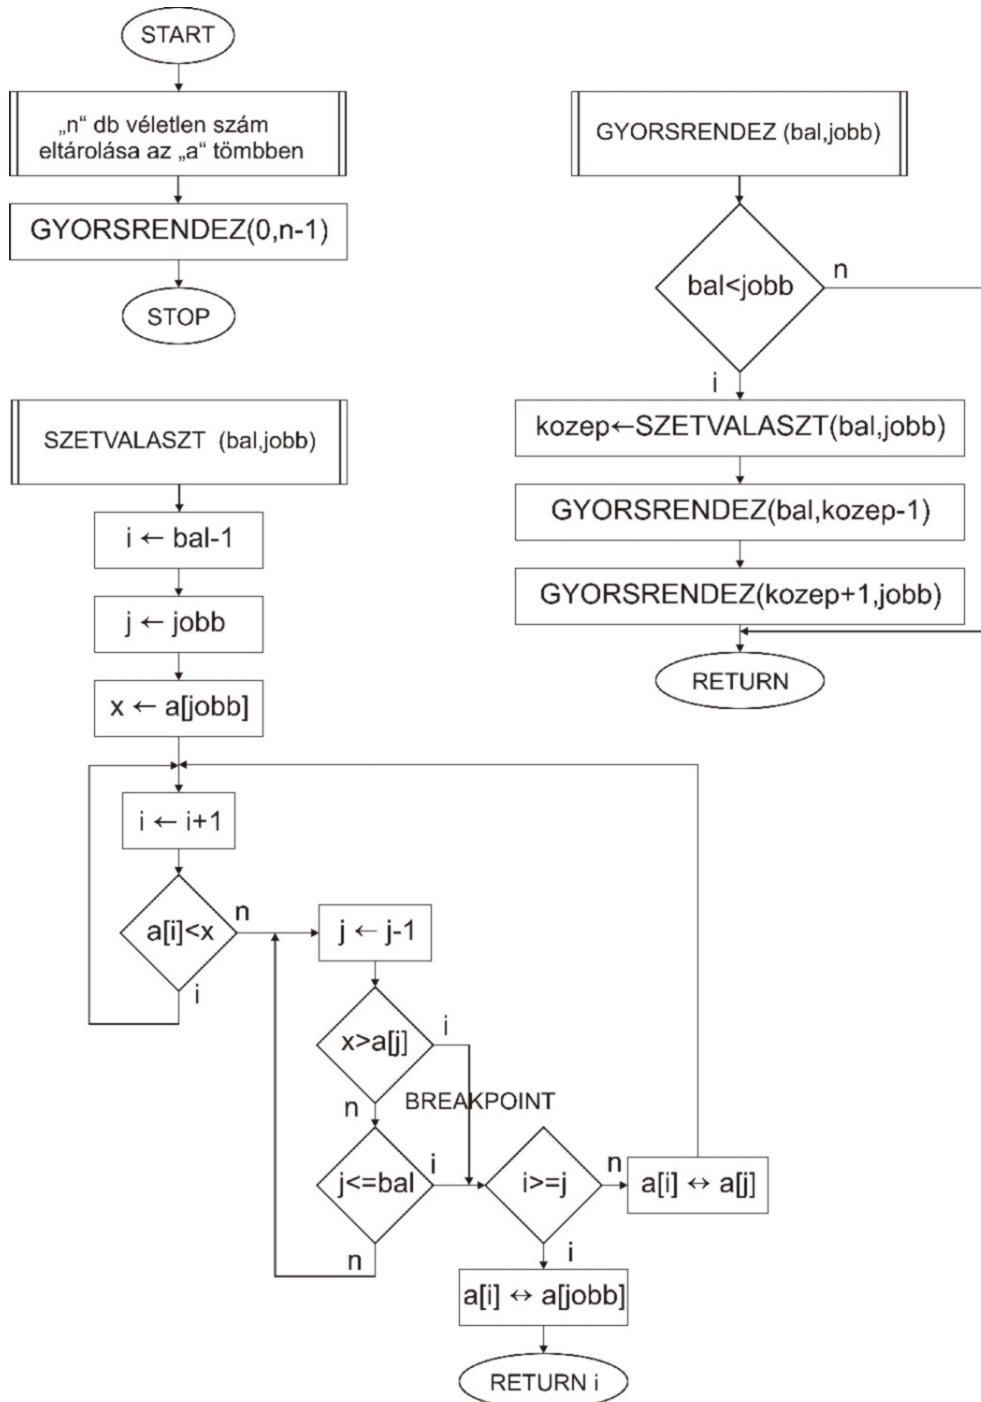 START
„n“ db véletlen szám
eltárolása az „a“ tömbben
GYORSRENDEZ(0,n-1)
STOP
GYORSRENDEZ (bal,jobb)
bal<jobb
n
i
kozep←SZETVALASZT(bal,jobb)
GYORSRENDEZ(bal,kozep-1)
GYORSRENDEZ(kozep+1,jobb)
RETURN
SZETVALASZT (bal,jobb)
i ← bal-1
j ← jobb
x ← a[jobb]
i ← i+1
a[i]<x
n
i
j ← j-1
x>a[j]
i
n
BREAKPOINT
j<=bal
i
n
i>=j
n
i
a[i] ↔ a[j]
a[i] ↔ a[jobb]
RETURN i